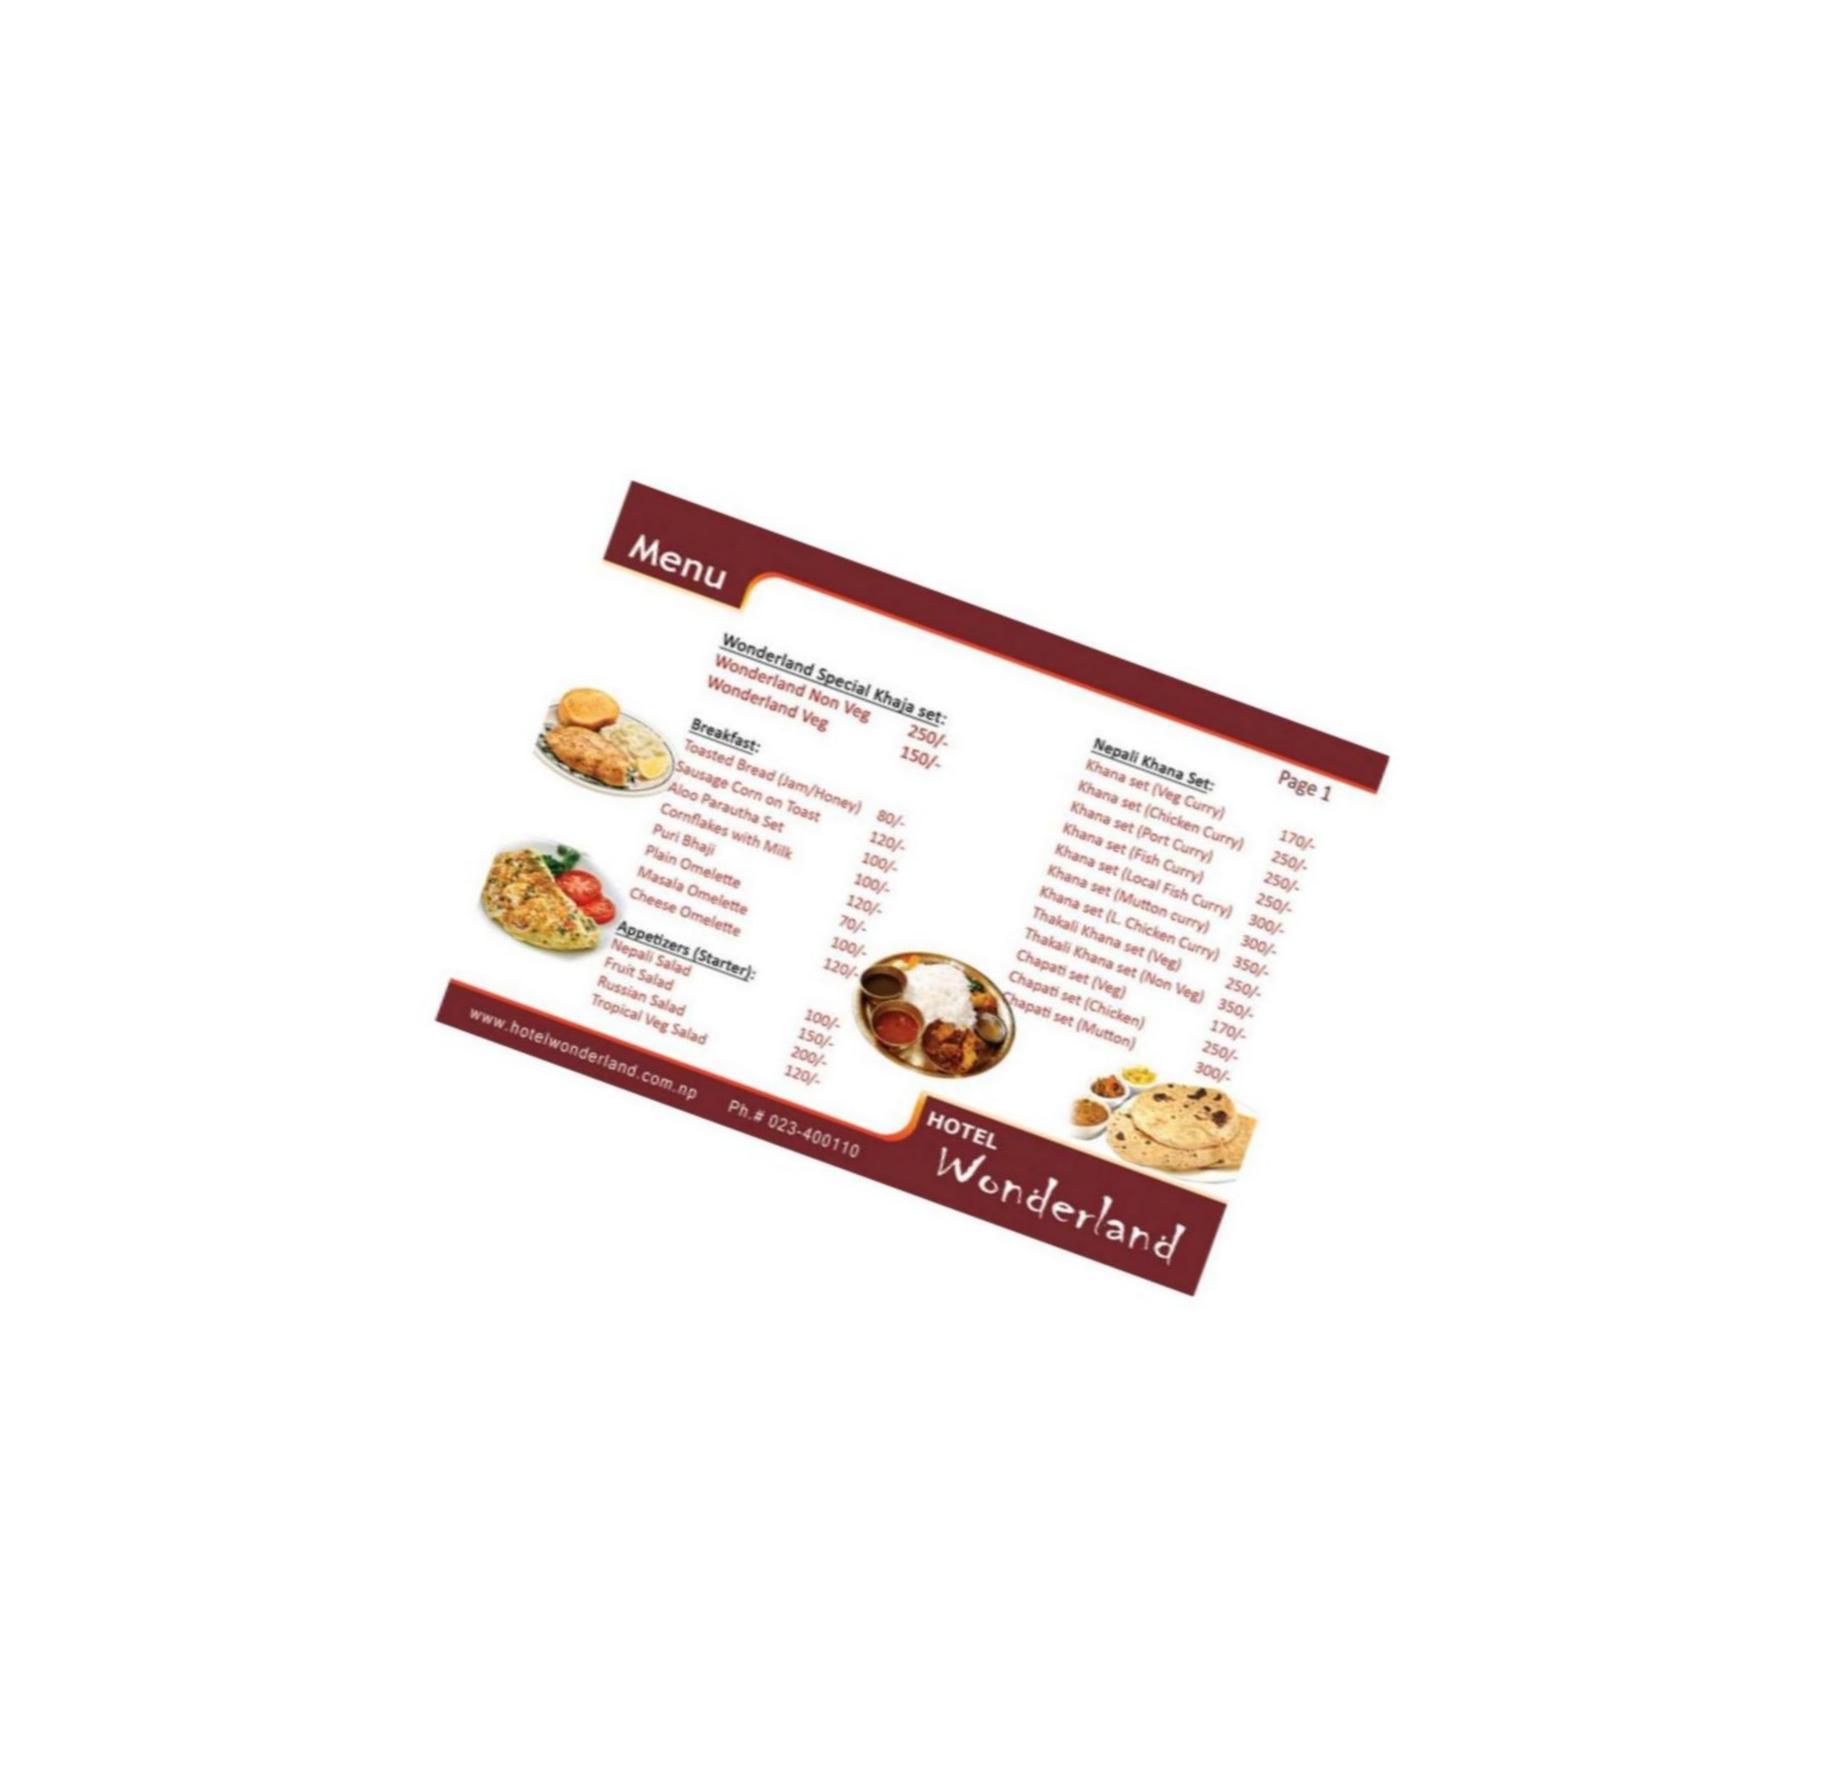 Menu
Page 1
Wonderland Special Khaja set:
Wonderland Non Veg 250/-
Wonderland Veg 150/-
Breakfast:
Toasted Bread (Jam/Honey) 80/-
Sausage Corn on Toast 120/-
Aloo Parautha Set 100/-
Cornflakes with Milk 100/-
Puri Bhaji 120/-
Plain Omelette 70/-
Masala Omelette 100/-
Cheese Omelette 120/-
Appetizers (Starter):
Nepali Salad 100/-
Fruit Salad 150/-
Russian Salad 200/-
Tropical Veg Salad 120/-
Nepali Khana Set:
Khana set (Veg Curry) 170/-
Khana set (Chicken Curry) 250/-
Khana set (Port Curry) 250/-
Khana set (Fish Curry) 250/-
Khana set (Local Fish Curry) 300/-
Khana set (Mutton curry) 300/-
Khana set (L. Chicken Curry) 350/-
Thakali Khana set (Veg) 250/-
Thakali Khana set (Non Veg) 350/-
Chapati set (Veg) 170/-
Chapati set (Chicken) 250/-
Chapati set (Mutton) 300/-
www.hotelwonderland.com.np Ph.# 023-400110
HOTEL
Wonderland